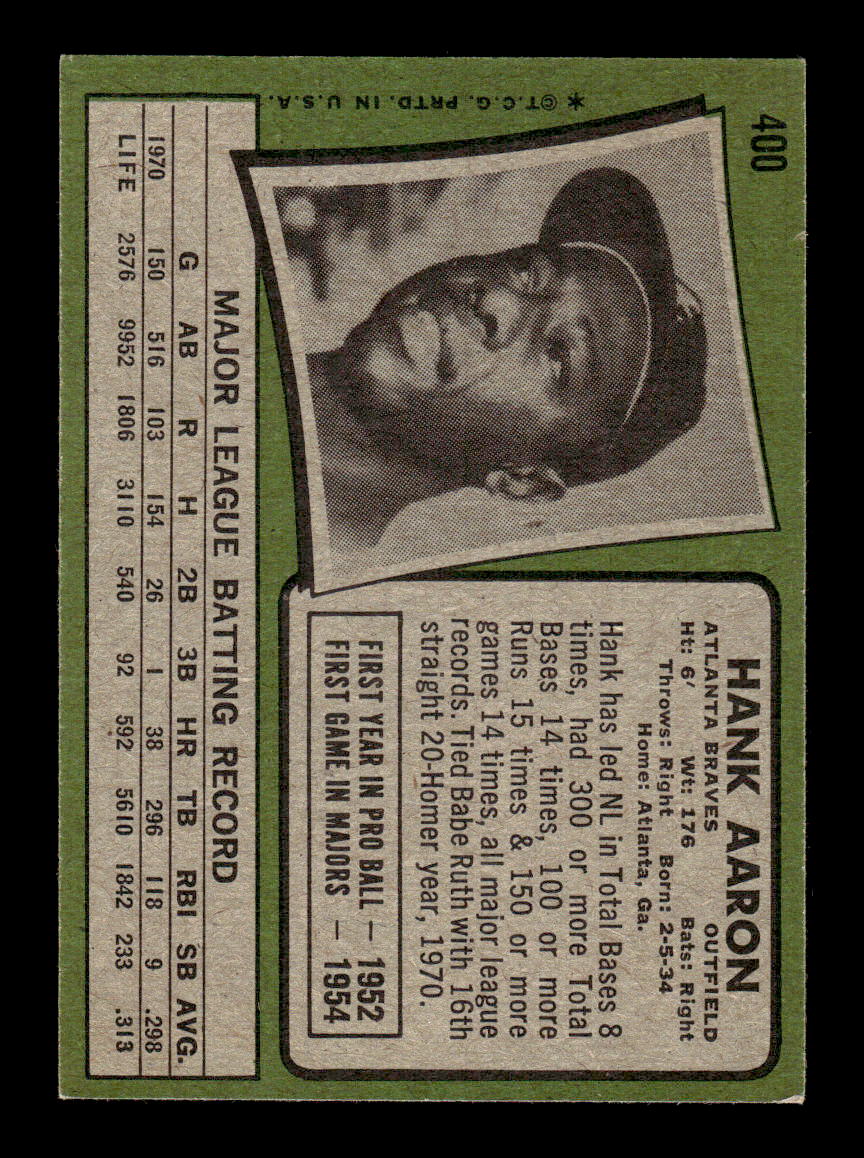 400
HANK AARON
ATLANTA BRAVES OUTFIELD
Ht: 6' Wt: 176 Bats: Right
Throws: Right Born: 2-5-34
Home: Atlanta, Ga.
Hank has led NL in Total Bases 8
times, had 300 or more Total
Bases 14 times, 100 or more
Runs 15 times & 150 or more
games 14 times, all major league
records. Tied Babe Ruth with 16th
straight 20-Homer year, 1970.
FIRST YEAR IN PRO BALL — 1952
FIRST GAME IN MAJORS — 1954
✶ ©T.C.G. PRTD. IN U.S.A.
MAJOR LEAGUE BATTING RECORD
G AB R H 2B 3B HR TB RBI SB AVG.
1970 150 516 103 154 26 1 38 296 118 9 .298
LIFE 2576 9952 1806 3110 540 92 592 5610 1842 233 .313